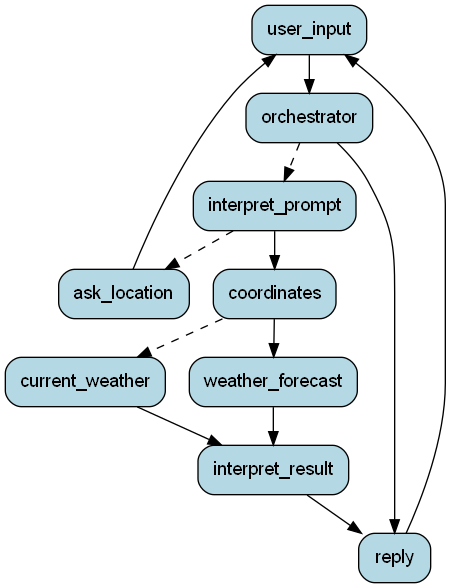 user_input
orchestrator
interpret_prompt
ask_location
coordinates
current_weather
weather_forecast
interpret_result
reply